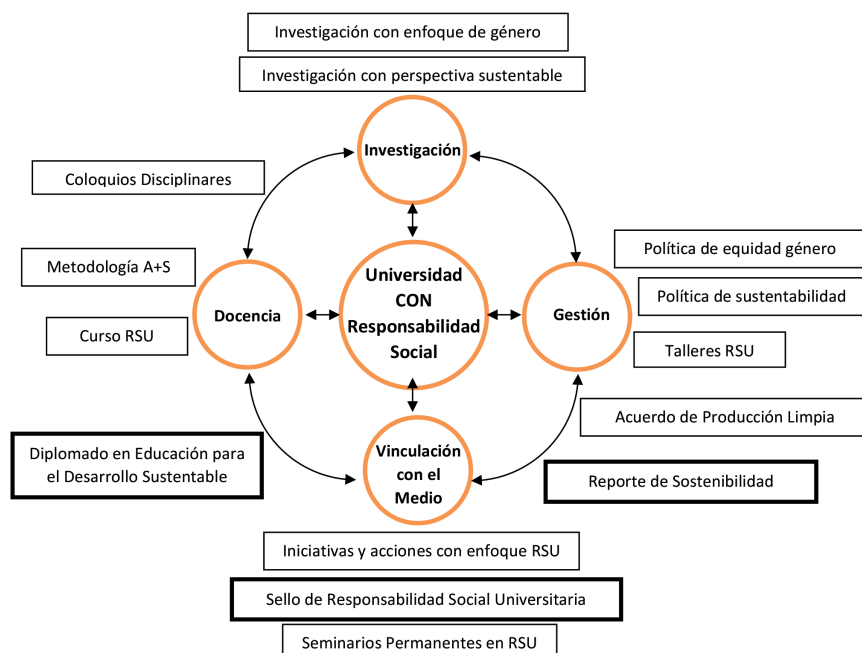 Investigación con enfoque de género
Investigación con perspectiva sustentable
Investigación
Coloquios Disciplinares
Política de equidad género
Metodología A+S
Universidad
CON
Responsabilidad
Social
Política de sustentabilidad
Docencia
Gestión
Curso RSU
Talleres RSU
Acuerdo de Producción Limpia
Diplomado en Educación para
el Desarrollo Sustentable
Vinculación
con el
Medio
Reporte de Sostenibilidad
Iniciativas y acciones con enfoque RSU
Sello de Responsabilidad Social Universitaria
Seminarios Permanentes en RSU